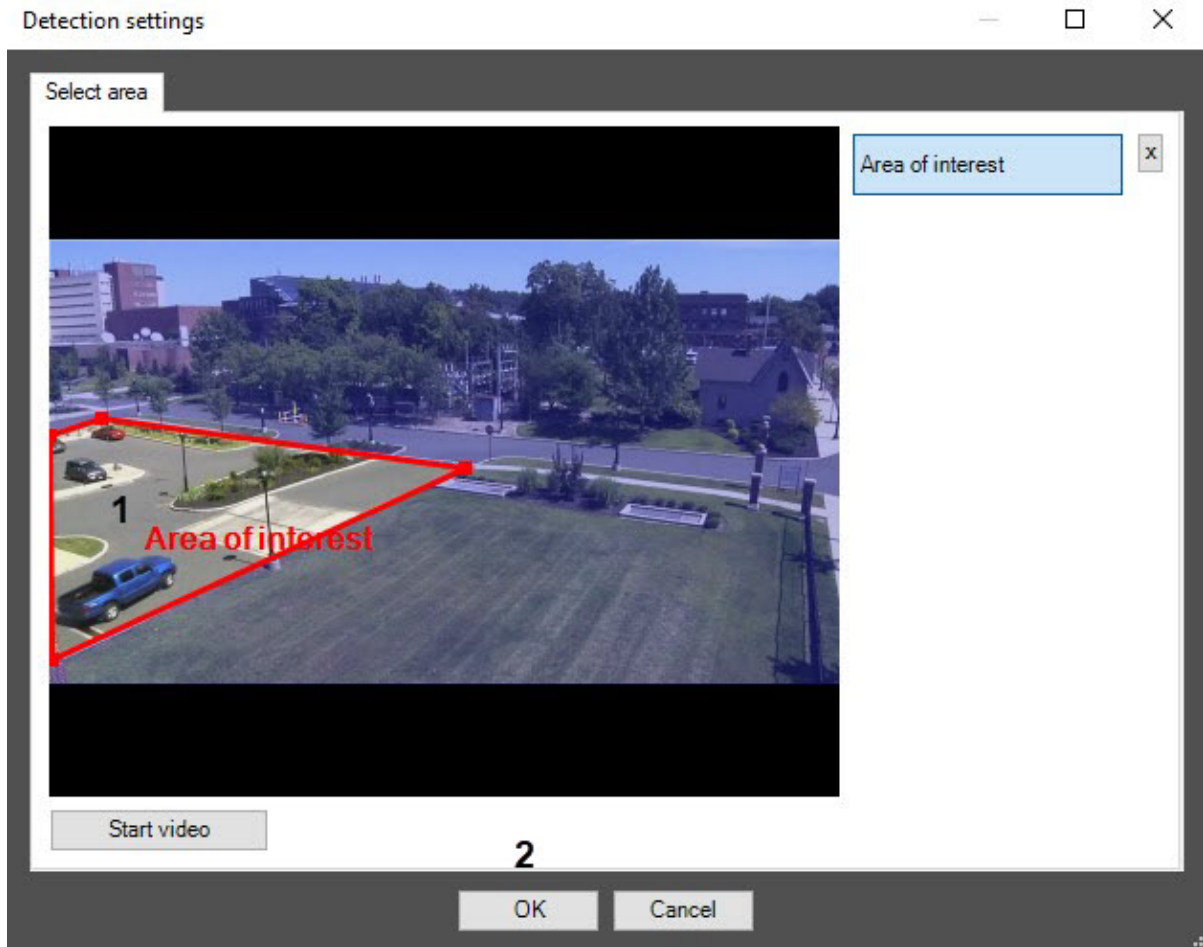 Detection settings
Select area
Area of interest
x
1
Area of interest
Start video
2
OK
Cancel